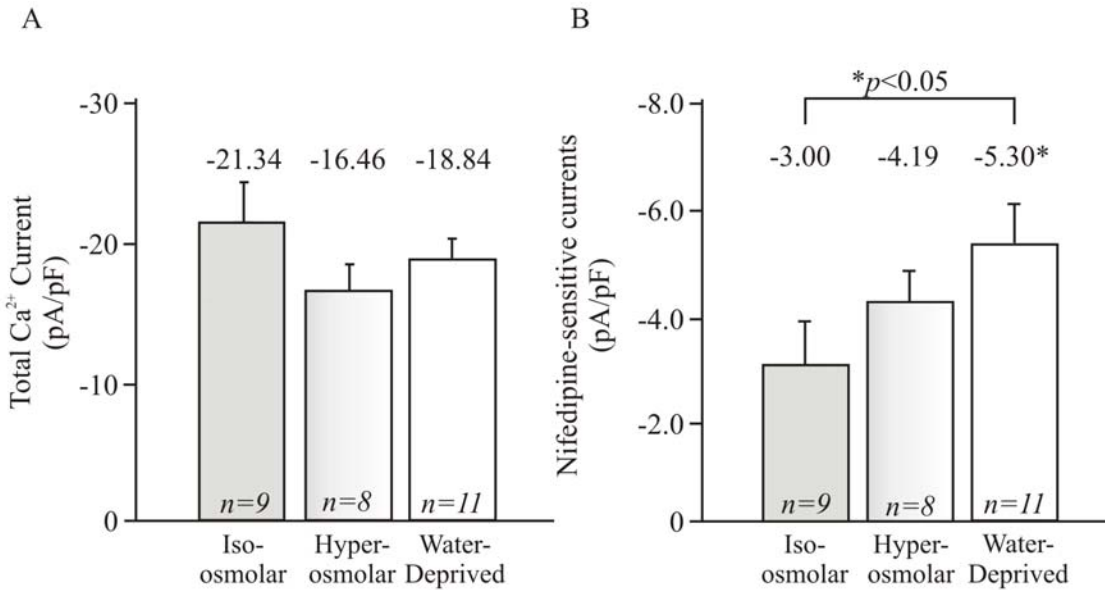 A
Total Ca²⁺ Current
(pA/pF)
-30
-20
-10
0
-21.34 -16.46 -18.84
n=9 n=8 n=11
Iso- Hyper- Water-
osmolar osmolar Deprived
B
Nifedipine-sensitive currents
(pA/pF)
-8.0
-6.0
-4.0
-2.0
0
*p<0.05
-3.00 -4.19 -5.30*
n=9 n=8 n=11
Iso- Hyper- Water-
osmolar osmolar Deprived